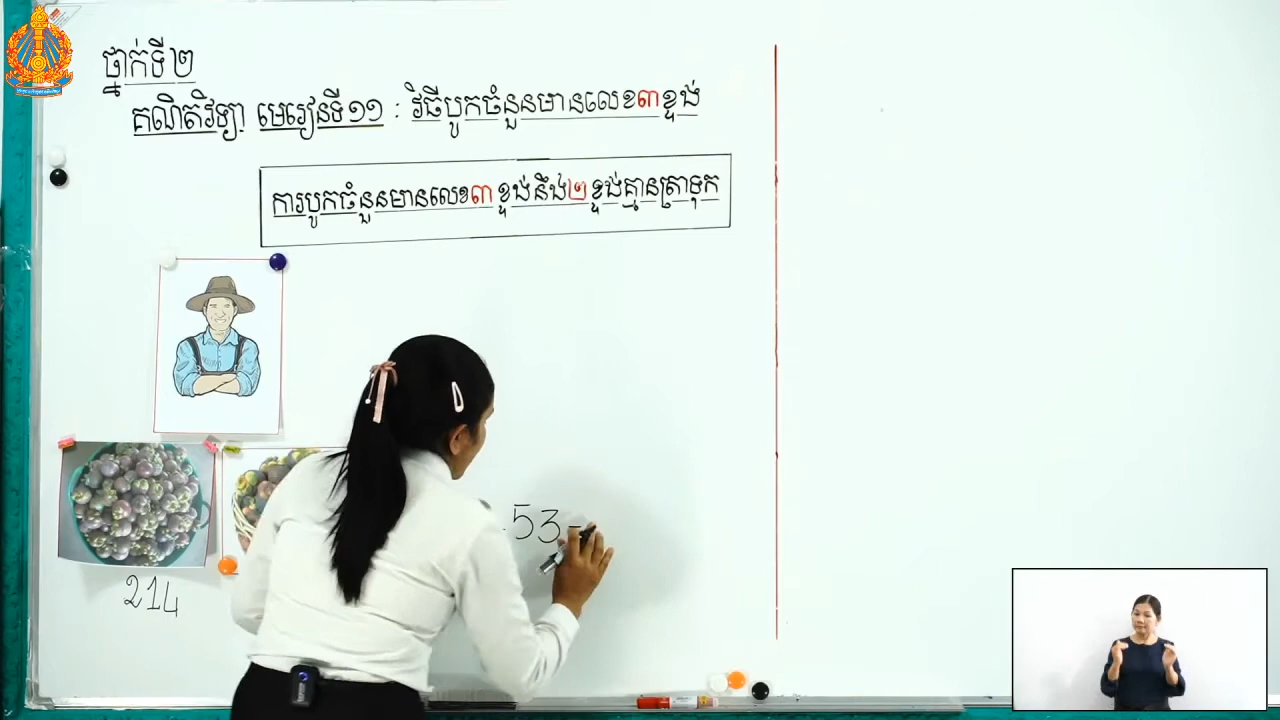 ថ្នាក់ទី២
គណិតវិទ្យា មេរៀនទី១១ : វិធីបូកចំនួនមានលេខ៣ខ្ទង់
ការបូកចំនួនមានលេខ៣ខ្ទង់នឹង២ខ្ទង់គ្មានត្រាទុក
53
214